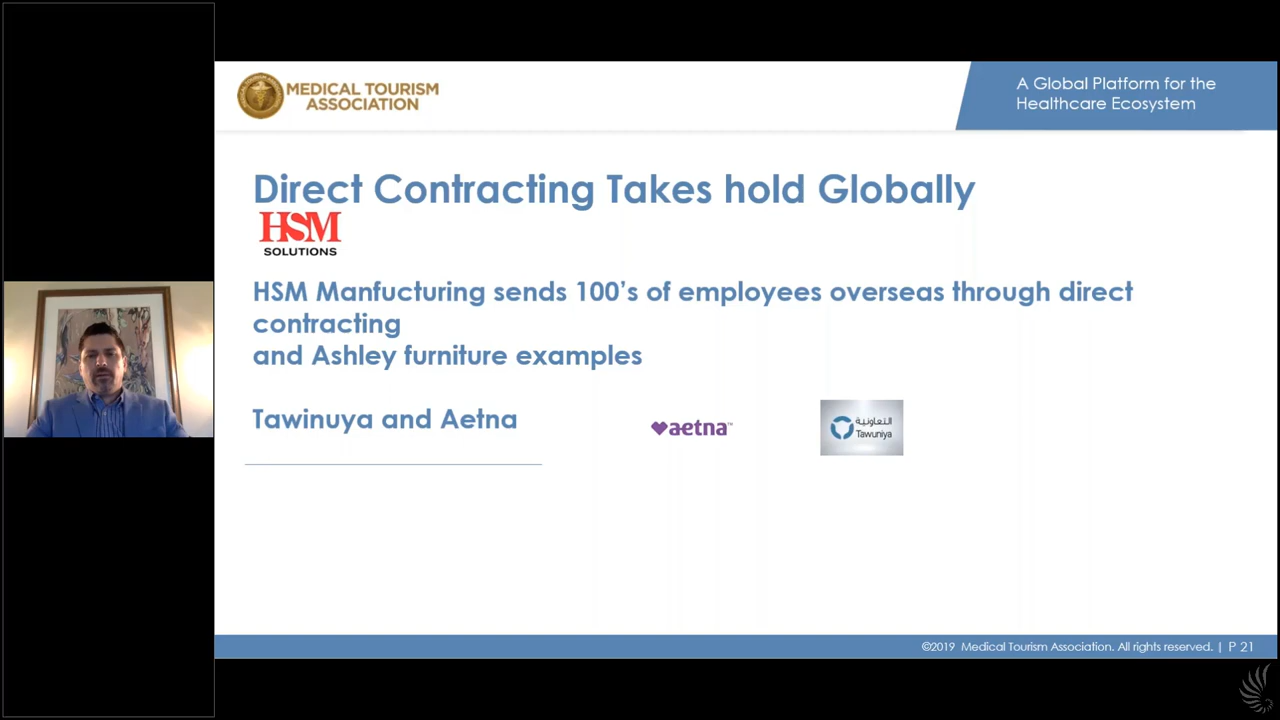 MEDICAL TOURISM
ASSOCIATION
A Global Platform for the
Healthcare Ecosystem
Direct Contracting Takes hold Globally
HSM
SOLUTIONS
HSM Manfucturing sends 100's of employees overseas through direct
contracting
and Ashley furniture examples
Tawinuya and Aetna
aetna™
التعاونية
Tawuniya
©2019 Medical Tourism Association. All rights reserved. | P 21